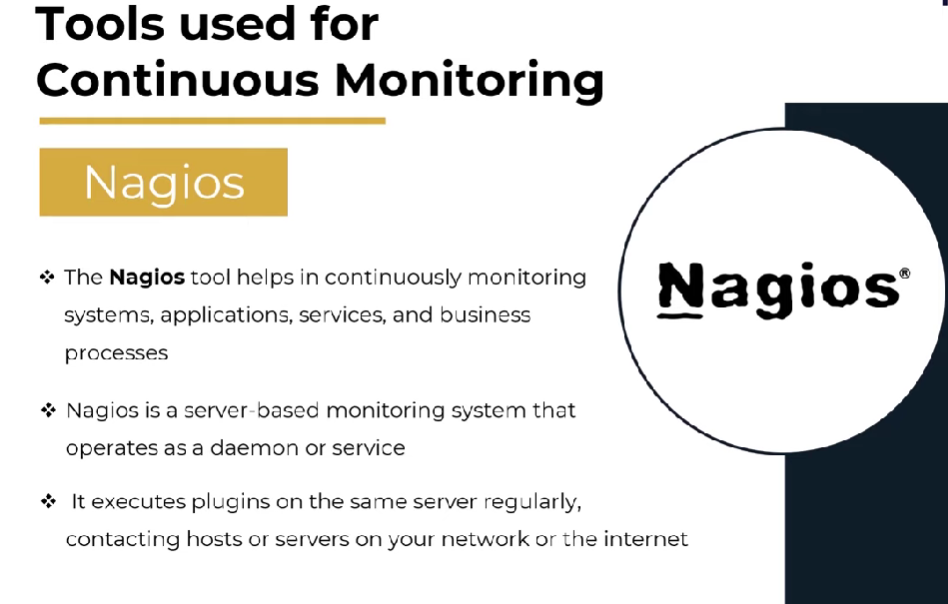 Tools used for
Continuous Monitoring
Nagios
❖ The Nagios tool helps in continuously monitoring
systems, applications, services, and business
processes
Nagios®
❖ Nagios is a server-based monitoring system that
operates as a daemon or service
❖ It executes plugins on the same server regularly,
contacting hosts or servers on your network or the internet